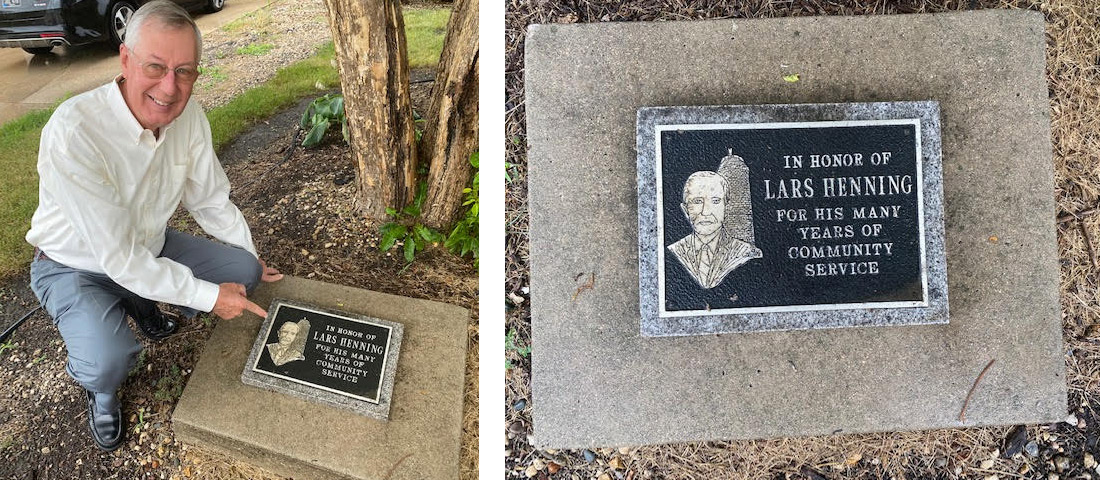 IN HONOR OF
LARS HENNING
FOR HIS MANY
YEARS OF
COMMUNITY
SERVICE
IN HONOR OF
LARS HENNING
FOR HIS MANY
YEARS OF
COMMUNITY
SERVICE